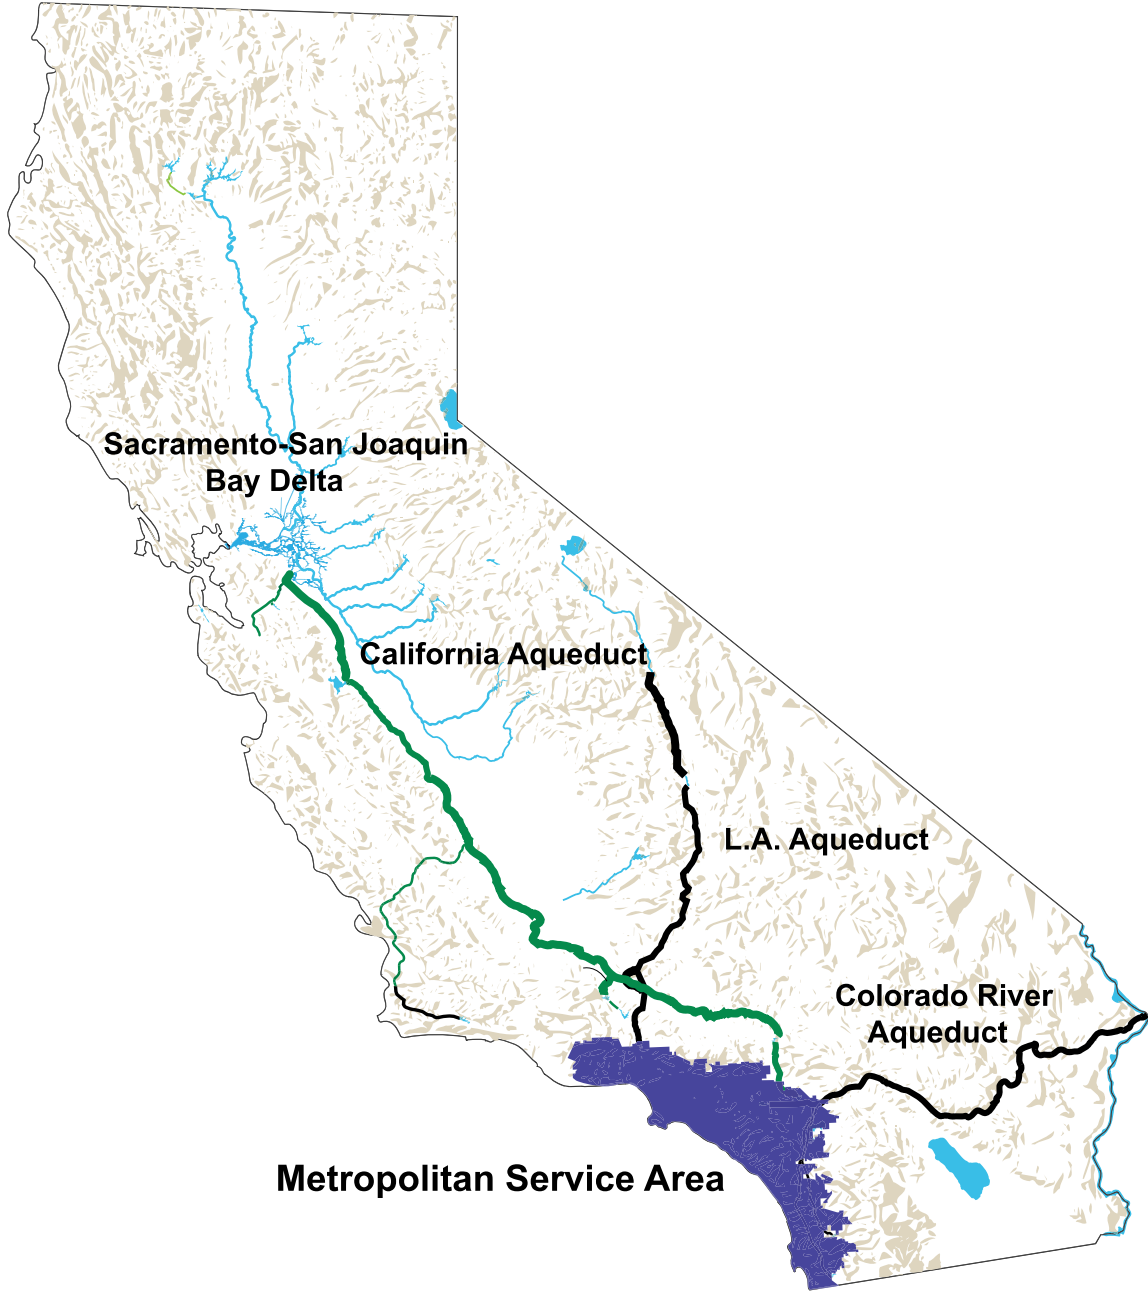 Sacramento-San Joaquin
Bay Delta
California Aqueduct
L.A. Aqueduct
Colorado River
Aqueduct
Metropolitan Service Area